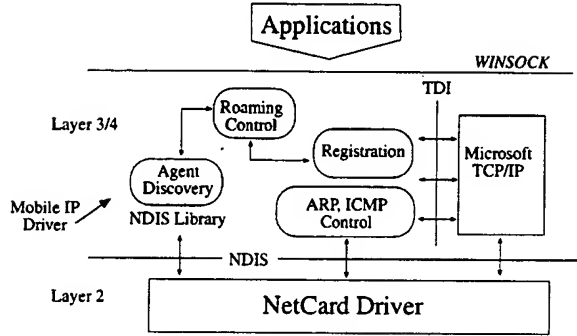 Applications
WINSOCK
TDI
Layer 3/4
Roaming
Control
Registration
Microsoft
TCP/IP
Agent
Discovery
Mobile IP
Driver
NDIS Library
ARP, ICMP
Control
NDIS
Layer 2
NetCard Driver